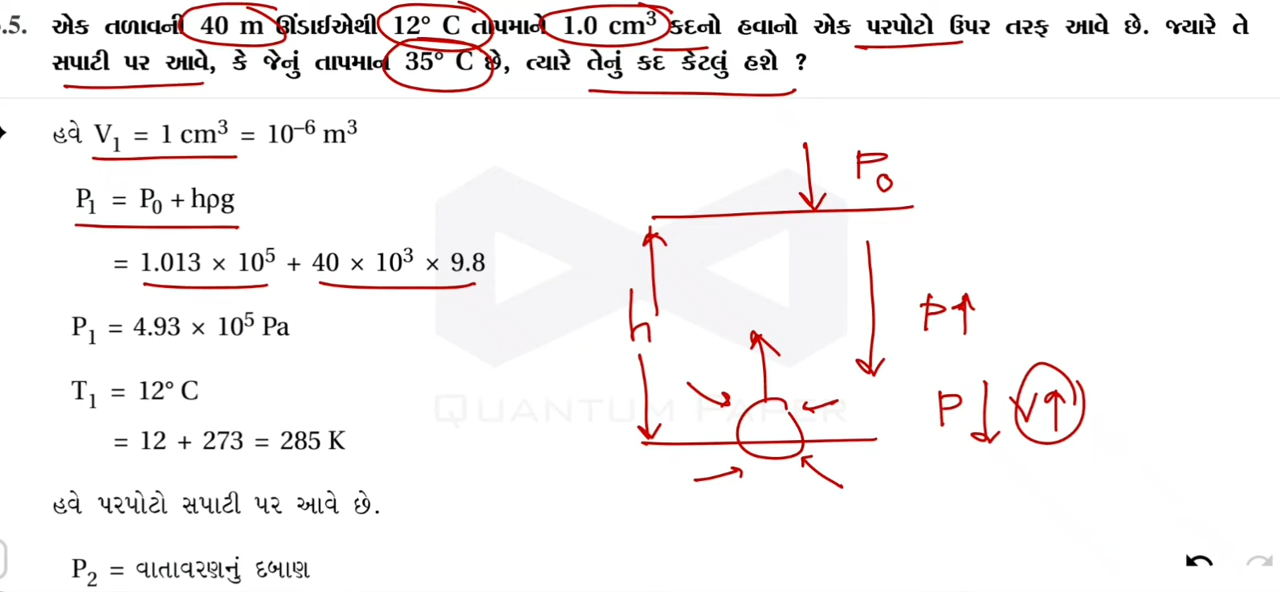 .5. એક તળાવની 40 m ઊંડાઈએથી 12° C તાપમાને 1.0 cm³ કદનો હવાનો એક પરપોટો ઉપર તરફ આવે છે. જ્યારે તે
સપાટી પર આવે, કે જેનું તાપમાન 35° C છે, ત્યારે તેનું કદ કેટલું હશે ?
હવે V₁ = 1 cm³ = 10⁻⁶ m³
P₁ = P₀ + hρg
= 1.013 × 10⁵ + 40 × 10³ × 9.8
P₁ = 4.93 × 10⁵ Pa
T₁ = 12° C
= 12 + 273 = 285 K
હવે પરપોટો સપાટી પર આવે છે.
P₂ = વાતાવરણનું દબાણ
P₀
h
P↑
P↓ V↑
QUANTUM PAPER